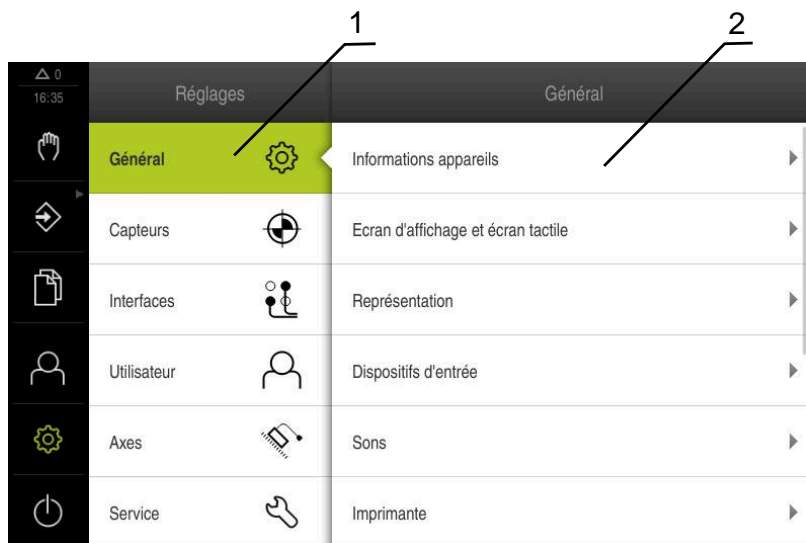 1
2
0
16:35
Réglages
Général
Général
Informations appareils
Capteurs
Ecran d'affichage et écran tactile
Interfaces
Représentation
Utilisateur
Dispositifs d'entrée
Axes
Sons
Service
Imprimante